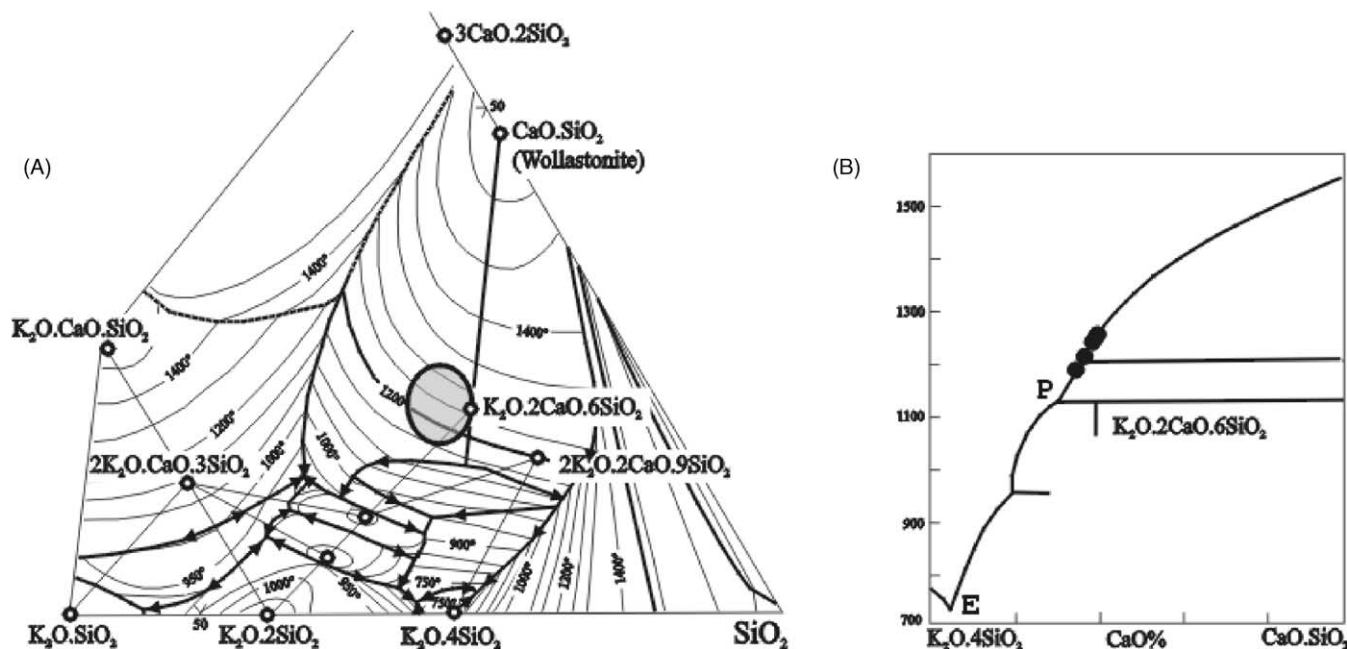 (A)
3CaO.2SiO₂
50
CaO.SiO₂
(Wollastonite)
1400°
1400°
K₂O.CaO.SiO₂
1400°
1200
1200°
K₂O.2CaO.6SiO₂
1000°
1000°
2K₂O.CaO.3SiO₂
2K₂O.2CaO.9SiO₂
900°
950°
1000°
950°
750°
750°
1000°
1200°
1400°
50
K₂O.SiO₂
K₂O.2SiO₂
K₂O.4SiO₂
SiO₂
(B)
1500
1300
1100
900
700
P
K₂O.2CaO.6SiO₂
E
K₂O.4SiO₂
CaO%
CaO.SiO₂